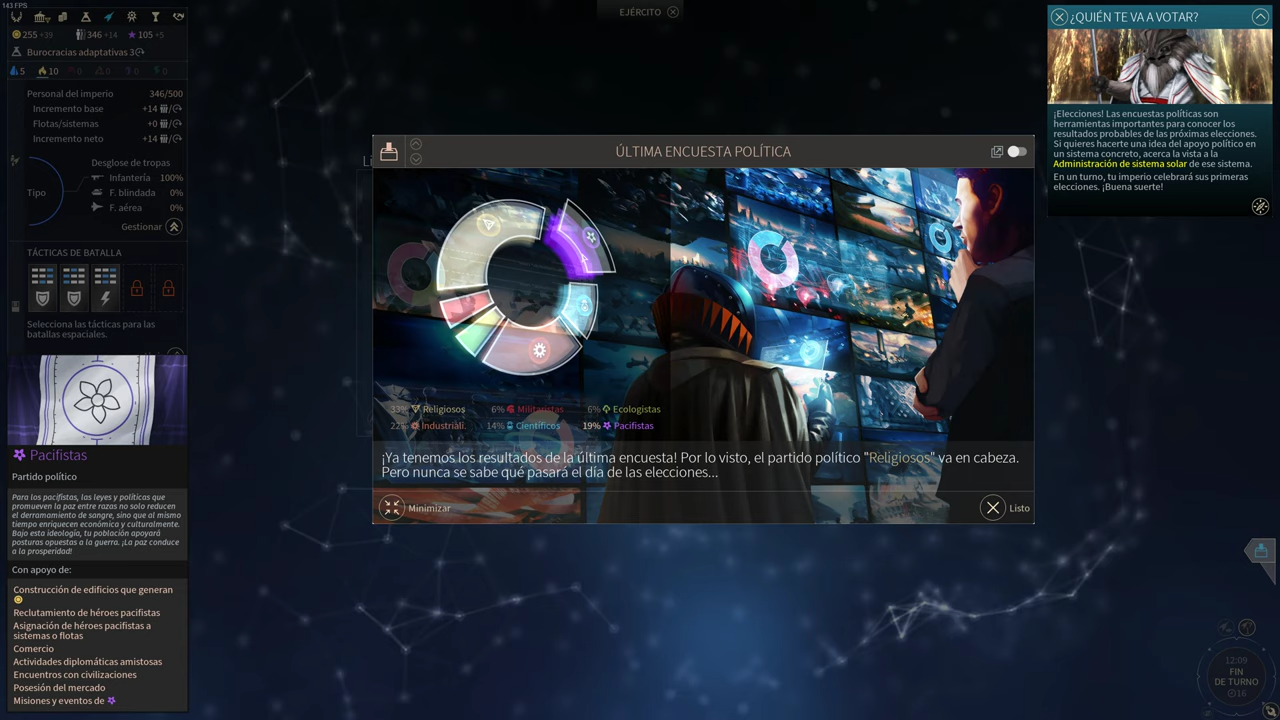 143 FPS
255 +39
346 +14
105 +5
Burocracias adaptativas 3
5
10
0
0
0
0
Personal del imperio 346/500
Incremento base +14
Flotas/sistemas +0
Incremento neto +14
Desglose de tropas
Infantería 100%
Tipo
F. blindada 0%
F. aérea 0%
Gestionar
TÁCTICAS DE BATALLA
Selecciona las tácticas para las
batallas espaciales.
Pacifistas
Partido político
Para los pacifistas, las leyes y políticas que
promueven la paz entre razas no solo reducen
el derramamiento de sangre, sino que al mismo
tiempo enriquecen económica y culturalmente.
Bajo esta ideología, tu población apoyará
posturas opuestas a la guerra. ¡La paz conduce
a la prosperidad!
Con apoyo de:
Construcción de edificios que generan
Reclutamiento de héroes pacifistas
Asignación de héroes pacifistas a
sistemas o flotas
Comercio
Actividades diplomáticas amistosas
Encuentros con civilizaciones
Posesión del mercado
Misiones y eventos de
EJÉRCITO
ÚLTIMA ENCUESTA POLÍTICA
33% Religiosos 6% Militaristas 6% Ecologistas
22% Industriali. 14% Científicos 19% Pacifistas
¡Ya tenemos los resultados de la última encuesta! Por lo visto, el partido político "Religiosos" va en cabeza.
Pero nunca se sabe qué pasará el día de las elecciones...
Minimizar
Listo
¿QUIÉN TE VA A VOTAR?
¡Elecciones! Las encuestas políticas son
herramientas importantes para conocer los
resultados probables de las próximas elecciones.
Si quieres hacerte una idea del apoyo político en
un sistema concreto, acerca la vista a la
Administración de sistema solar de ese sistema.
En un turno, tu imperio celebrará sus primeras
elecciones. ¡Buena suerte!
12:09
FIN
DE TURNO
16